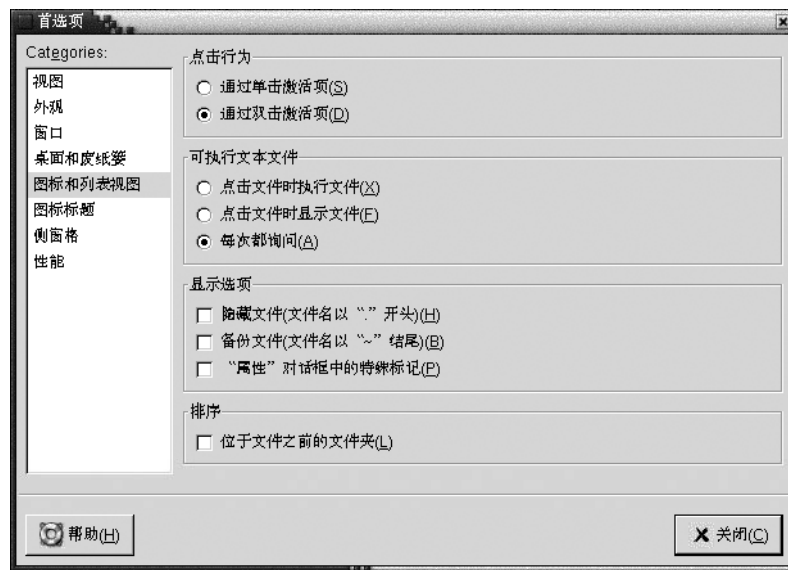 首选项
Categories:
视图
外观
窗口
桌面和废纸篓
图标和列表视图
图标标题
侧窗格
性能
点击行为
通过单击激活项(S)
通过双击激活项(D)
可执行文本文件
点击文件时执行文件(X)
点击文件时显示文件(F)
每次都询问(A)
显示选项
隐藏文件(文件名以“.”开头)(H)
备份文件(文件名以“~”结尾)(B)
“属性”对话框中的特殊标记(P)
排序
位于文件之前的文件夹(L)
帮助(H)
关闭(C)